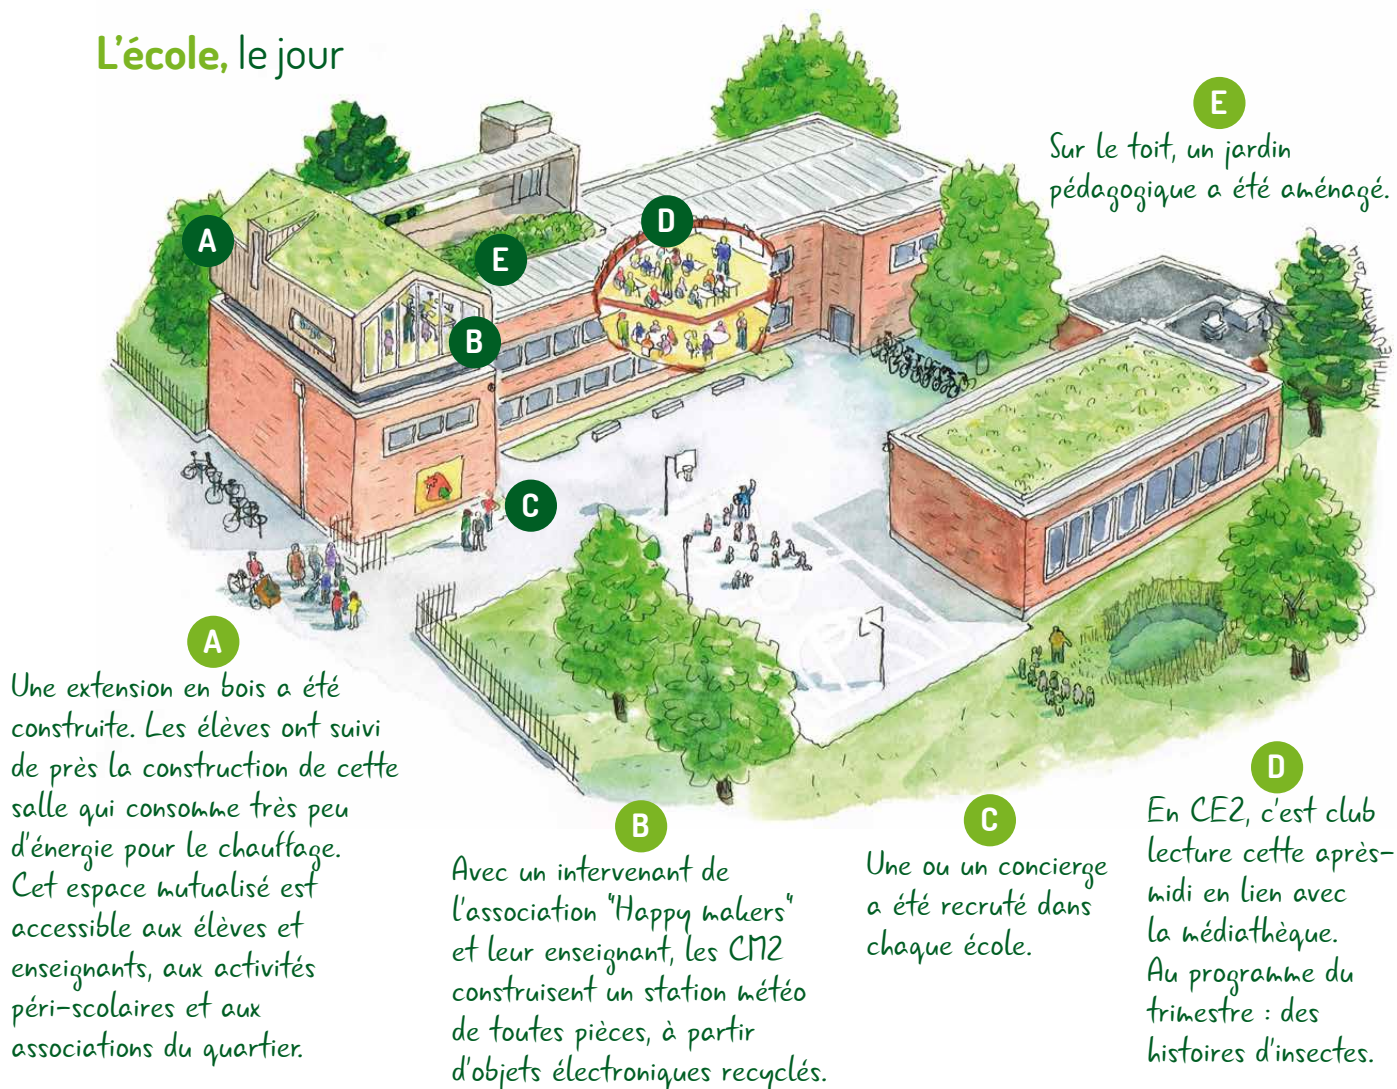 L'école, le jour
E
Sur le toit, un jardin
pédagogique a été aménagé.
A
E
D
B
C
A
Une extension en bois a été
construite. Les élèves ont suivi
de près la construction de cette
salle qui consomme très peu
d'énergie pour le chauffage.
Cet espace mutualisé est
accessible aux élèves et
enseignants, aux activités
péri-scolaires et aux
associations du quartier.
B
Avec un intervenant de
l'association "Happy makers"
et leur enseignant, les CM2
construisent un station météo
de toutes pièces, à partir
d'objets électroniques recyclés.
C
Une ou un concierge
a été recruté dans
chaque école.
D
En CE2, c'est club
lecture cette après-
midi en lien avec
la médiathèque.
Au programme du
trimestre : des
histoires d'insectes.